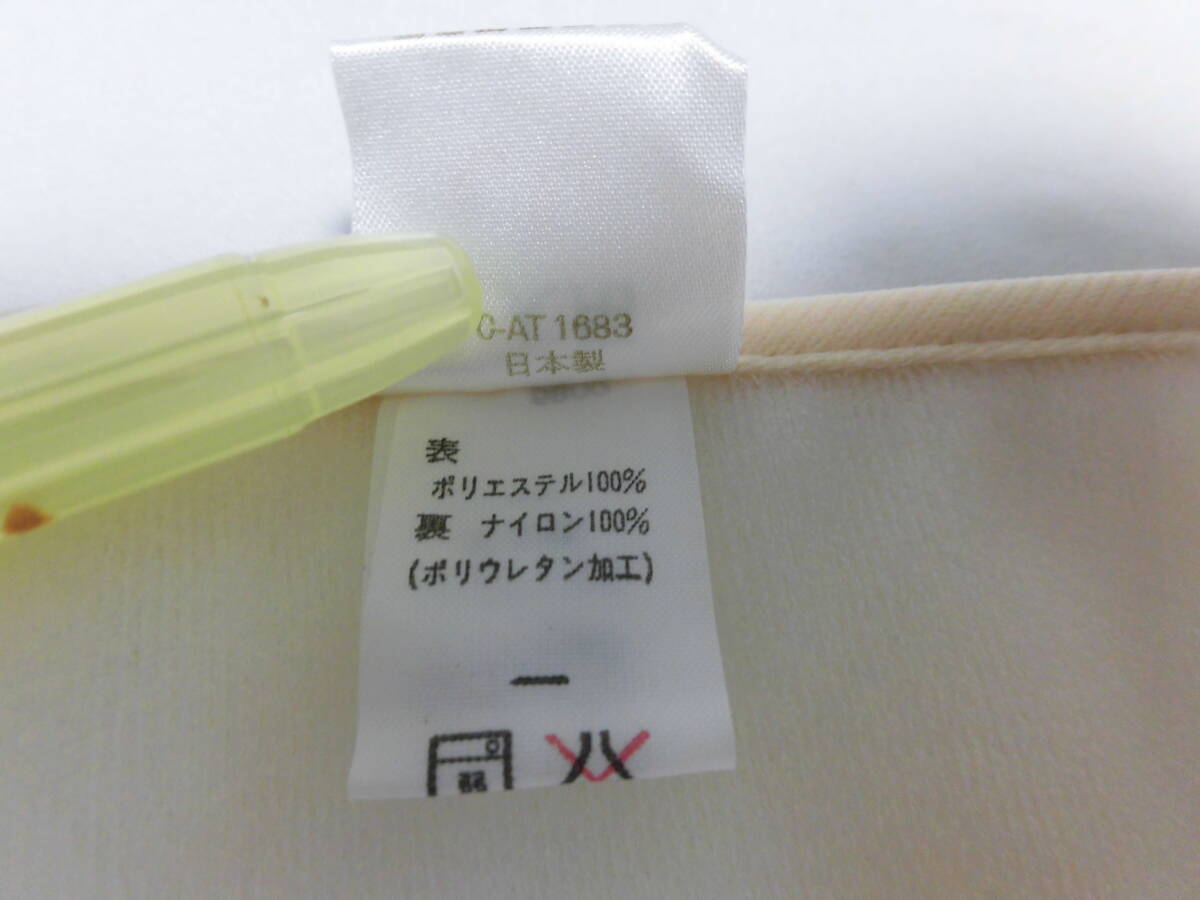 C-AT 1683
日本製
表
ポリエステル100%
裏 ナイロン100%
(ポリウレタン加工)
弱